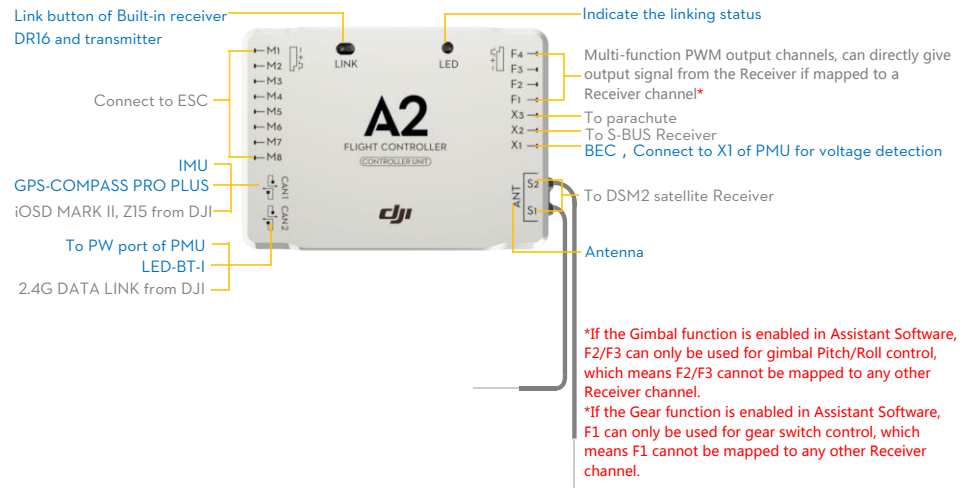 Link button of Built-in receiver
DR16 and transmitter
Indicate the linking status
M1
M2
M3
M4
M5
M6
M7
M8
LINK
LED
F4
F3
F2
F1
X3
X2
X1
Connect to ESC
A2
FLIGHT CONTROLLER
CONTROLLER UNIT
Multi-function PWM output channels, can directly give
output signal from the Receiver if mapped to a
Receiver channel*
To parachute
To S-BUS Receiver
BEC , Connect to X1 of PMU for voltage detection
IMU
GPS-COMPASS PRO PLUS
iOSD MARK II, Z15 from DJI
CAN1
CAN2
dji
ANT
S2
S1
To DSM2 satellite Receiver
To PW port of PMU
LED-BT-I
2.4G DATA LINK from DJI
Antenna
*If the Gimbal function is enabled in Assistant Software,
F2/F3 can only be used for gimbal Pitch/Roll control,
which means F2/F3 cannot be mapped to any other
Receiver channel.
*If the Gear function is enabled in Assistant Software,
F1 can only be used for gear switch control, which
means F1 cannot be mapped to any other Receiver
channel.